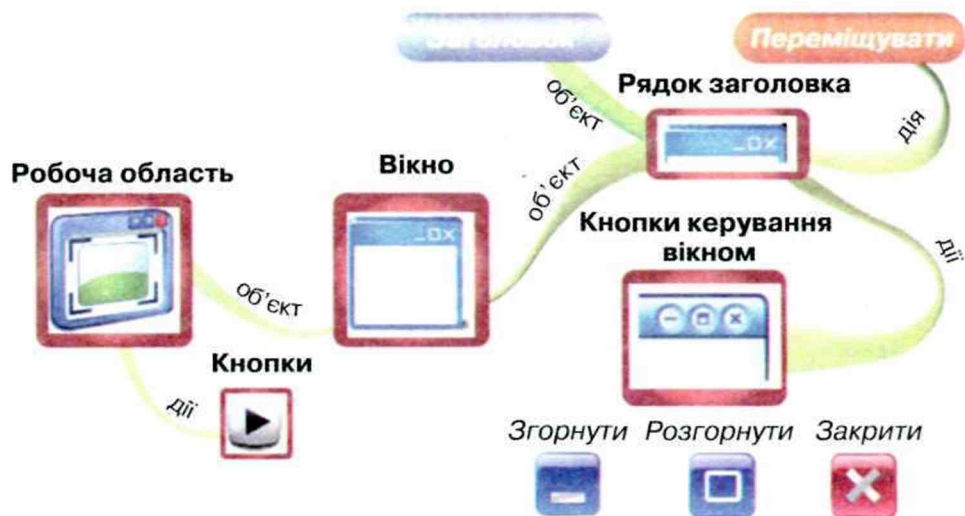 Заголовок
Переміщувати
об'єкт
Рядок заголовка
дія
Робоча область
Вікно
об'єкт
Кнопки керування
вікном
дії
об'єкт
Кнопки
дії
Згорнути Розгорнути Закрити